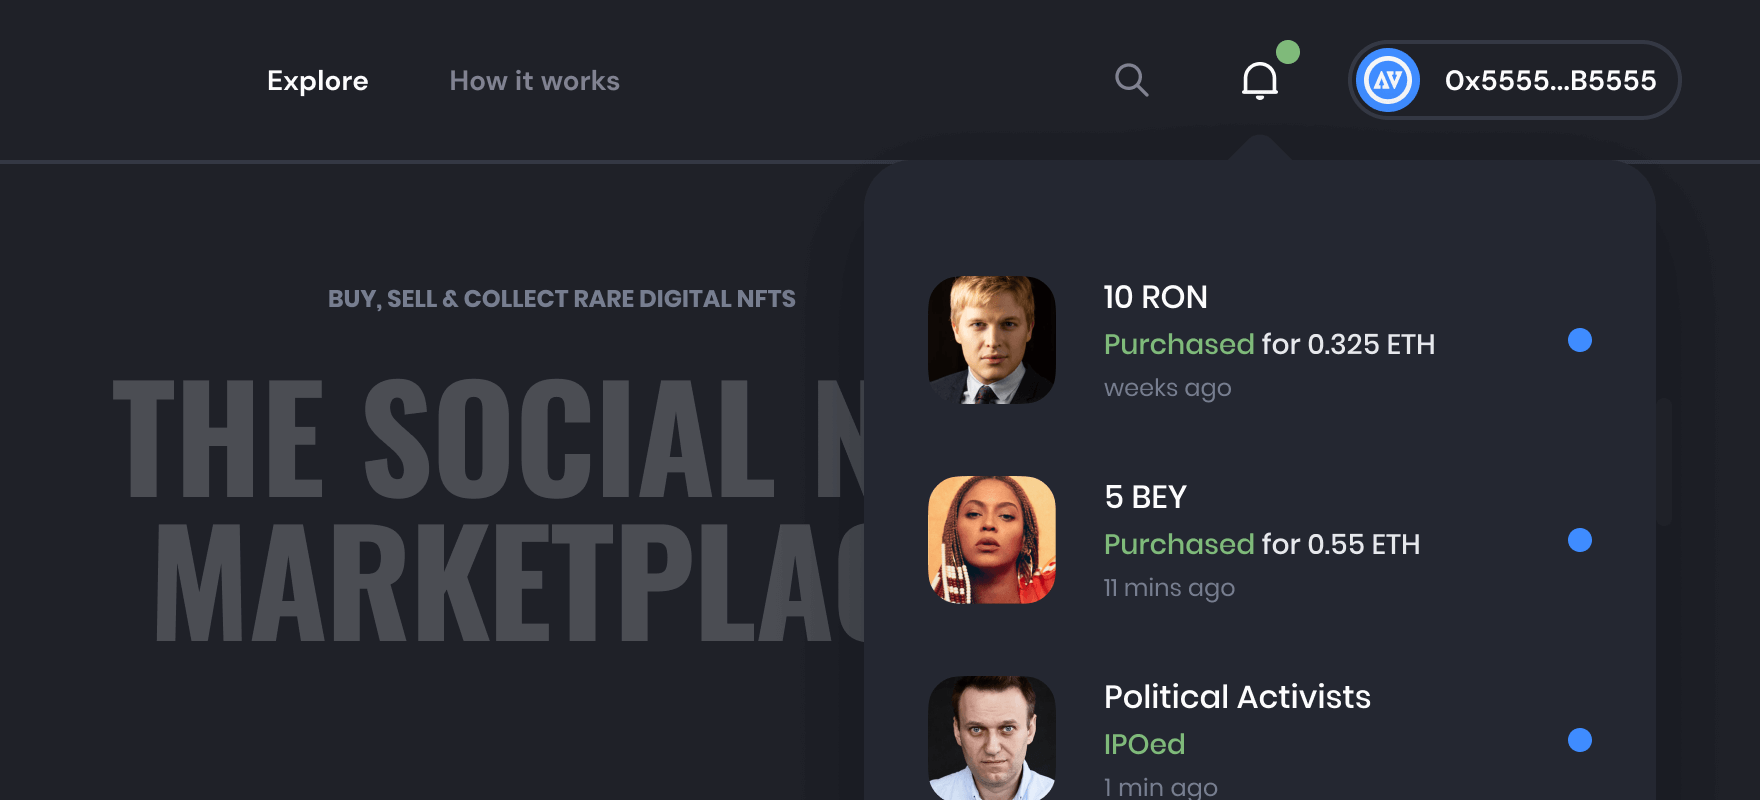 Explore
How it works
AV
0x5555...B5555
BUY, SELL & COLLECT RARE DIGITAL NFTS
THE SOCIAL N
MARKETPLAC
10 RON
Purchased for 0.325 ETH
weeks ago
5 BEY
Purchased for 0.55 ETH
11 mins ago
Political Activists
IPOed
1 min ago